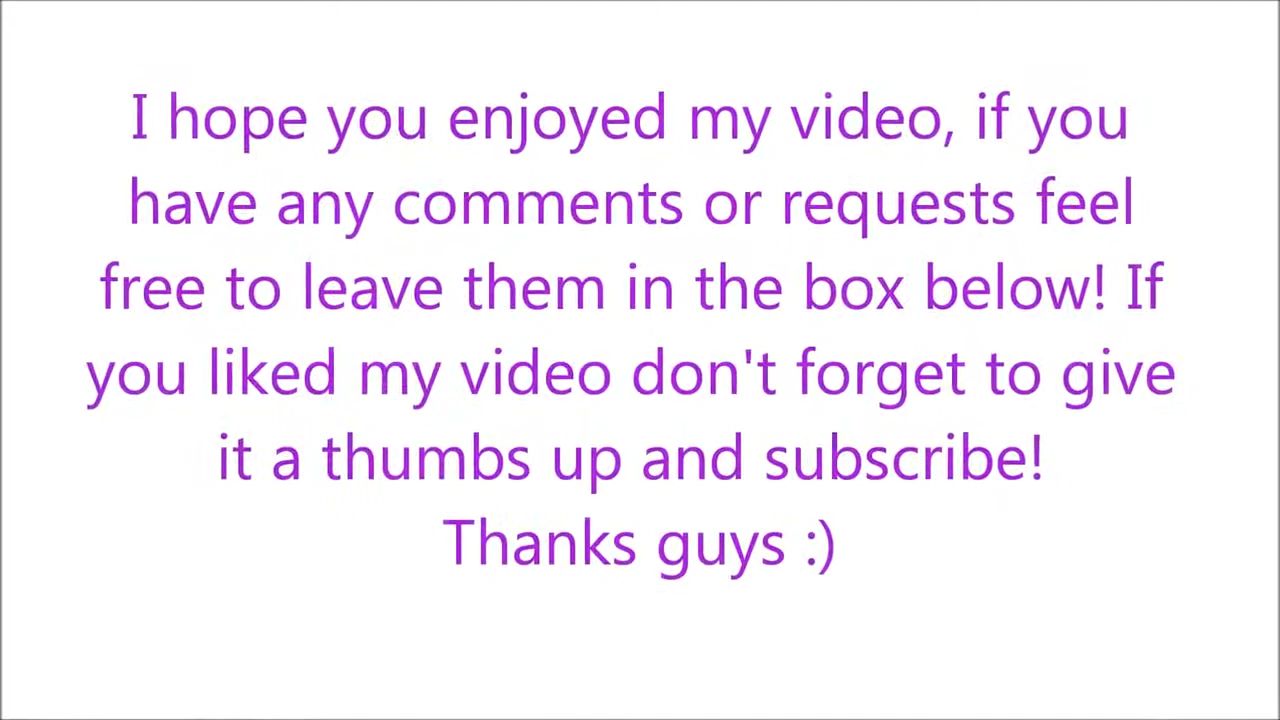 I hope you enjoyed my video, if you
have any comments or requests feel
free to leave them in the box below! If
you liked my video don't forget to give
it a thumbs up and subscribe!
Thanks guys :)